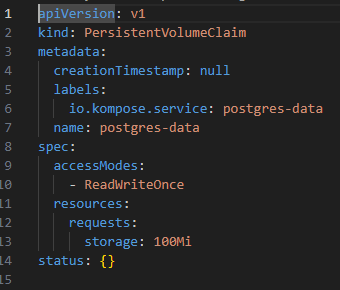 1 apiVersion: v1
2 kind: PersistentVolumeClaim
3 metadata:
4   creationTimestamp: null
5   labels:
6     io.kompose.service: postgres-data
7   name: postgres-data
8 spec:
9   accessModes:
10     - ReadWriteOnce
11   resources:
12     requests:
13       storage: 100Mi
14 status: {}
15